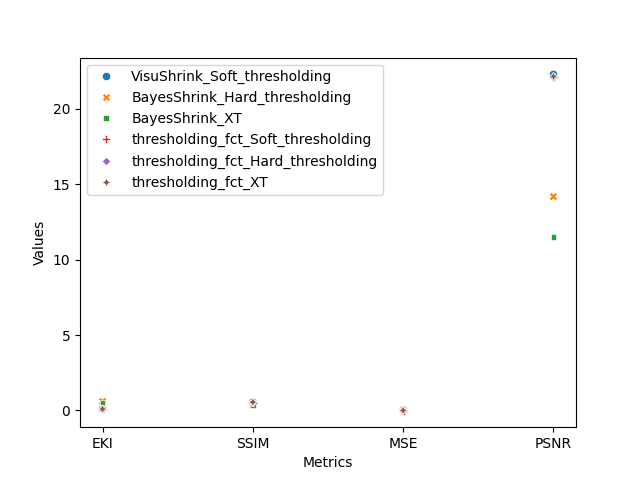 VisuShrink_Soft_thresholding
BayesShrink_Hard_thresholding
BayesShrink_XT
thresholding_fct_Soft_thresholding
thresholding_fct_Hard_thresholding
thresholding_fct_XT
20
15
10
5
0
Values
EKI SSIM MSE PSNR
Metrics